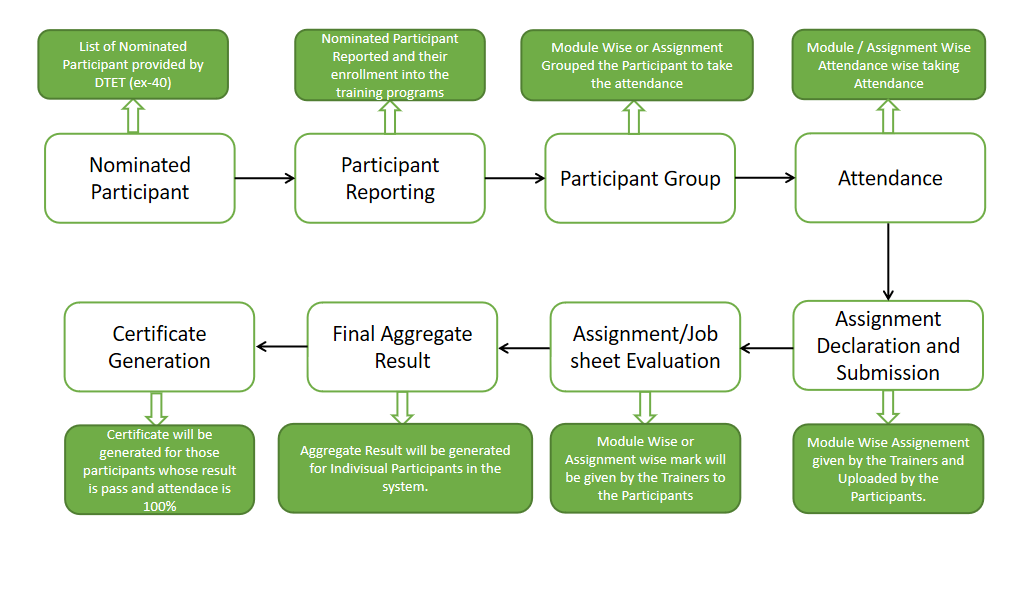 List of Nominated
Participant provided by
DTET (ex-40)
Nominated Participant
Reported and their
enrollment into the
training programs
Module Wise or Assignment
Grouped the Participant to take
the attendance
Module / Assignment Wise
Attendance wise taking
Attendance
Nominated
Participant
Participant
Reporting
Participant Group
Attendance
Certificate
Generation
Final Aggregate
Result
Assignment/Job
sheet Evaluation
Assignment
Declaration and
Submission
Certificate will be
generated for those
participants whose result
is pass and attendace is
100%
Aggregate Result will be generated
for Indivisual Participants in the
system.
Module Wise or
Assignment wise mark will
be given by the Trainers to
the Participants
Module Wise Assignement
given by the Trainers and
Uploaded by the
Participants.